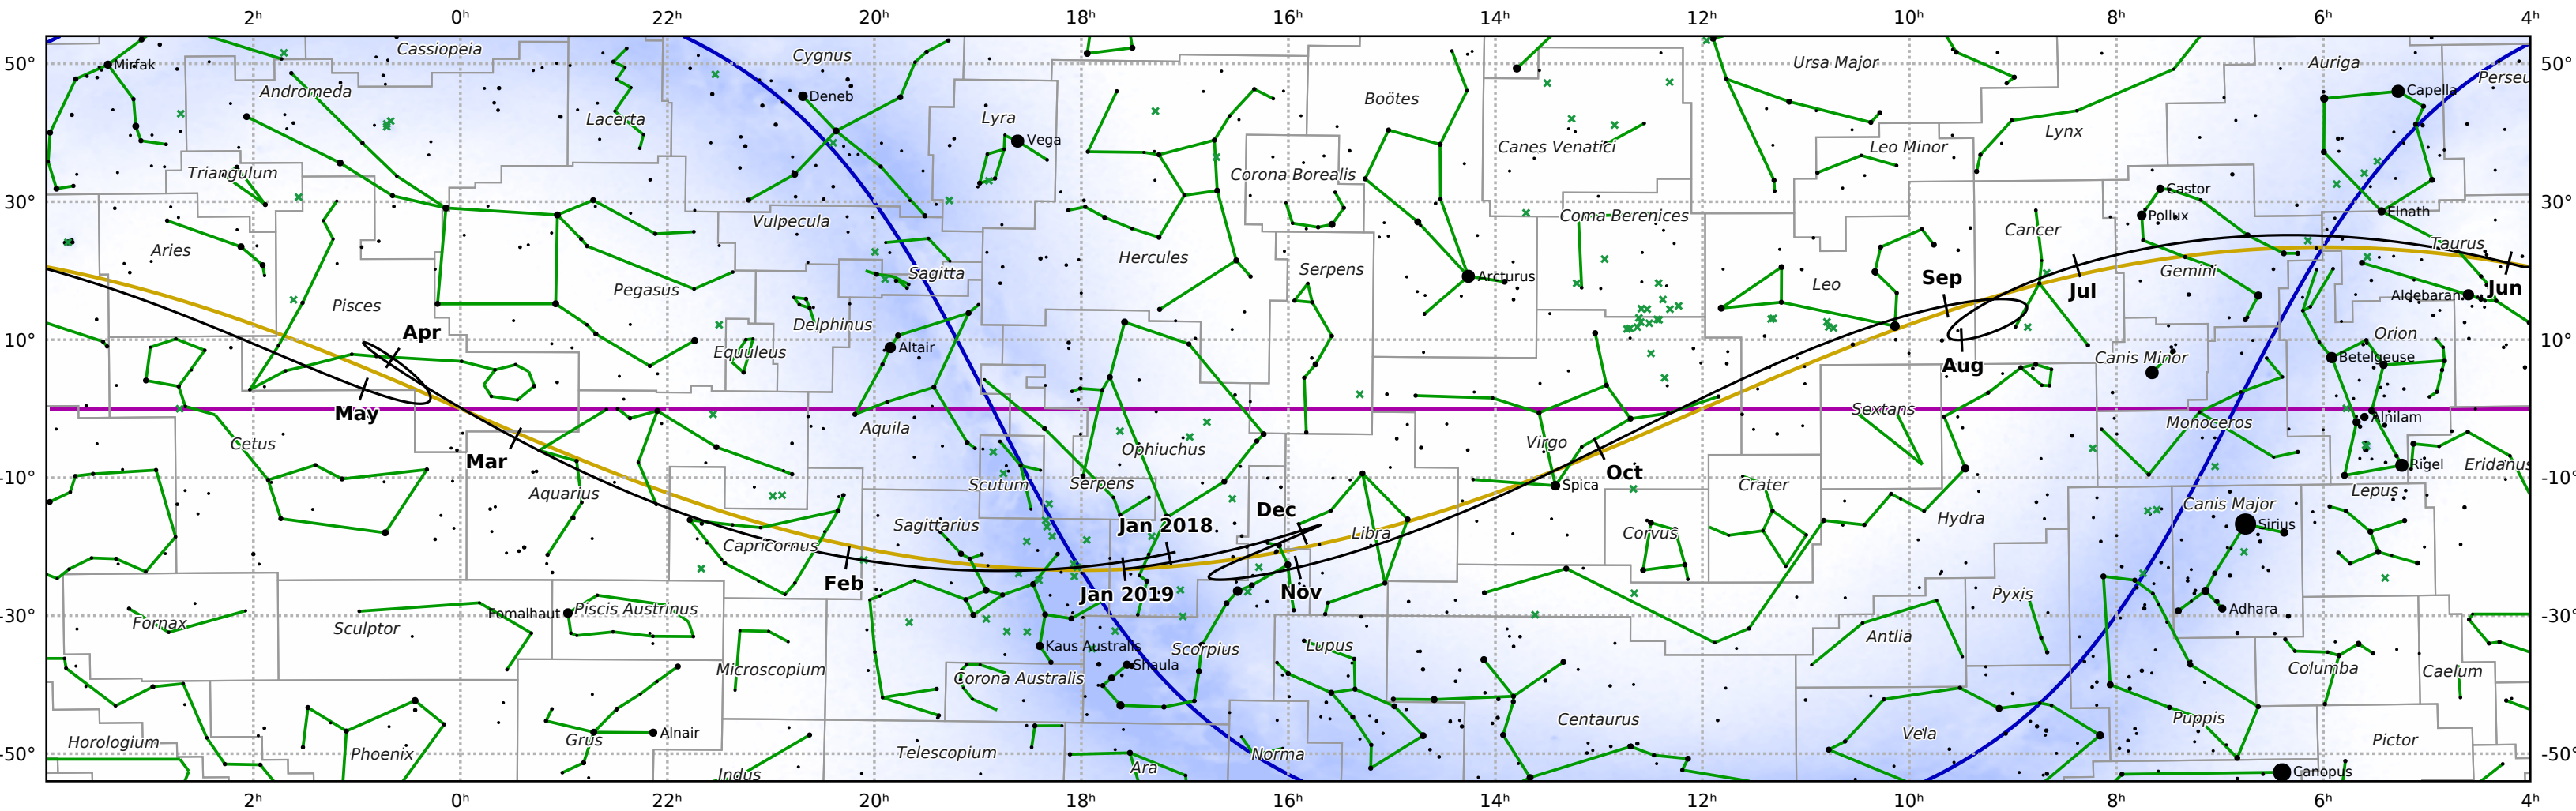 2ʰ 0ʰ 22ʰ 20ʰ 18ʰ 16ʰ 14ʰ 12ʰ 10ʰ 8ʰ 6ʰ 4ʰ
Cassiopeia
Cygnus
50°
Mirfak
Ursa Major
Auriga
50°
Perseu
Andromeda
Deneb
Boötes
Capella
Lacerta
Lyra
Vega
Canes Venatici
Leo Minor
Lynx
Triangulum
Corona Borealis
Castor
30°
30°
Vulpecula
Coma Berenices
Pollux
Elnath
Aries
Hercules
Cancer
Taurus
Pegasus
Sagitta
Serpens
Arcturus
Leo
Sep
Gemini
Jul
Jun
Pisces
Delphinus
Aldebaran
Apr
10°
Equuleus
Altair
Aug
Canis Minor
Orion
Betelgeuse
10°
May
Sextans
Alnilam
Cetus
Mar
Aquila
Ophiuchus
Virgo
Oct
Monoceros
-10°
Aquarius
Scutum
Serpens
Spica
Crater
Rigel
Eridanus
-10°
Lepus
Sagittarius
Jan 2018.
Dec
Libra
Corvus
Hydra
Canis Major
Sirius
Capricornus
Feb
Jan 2019
Nov
Pyxis
Fornax
Sculptor
Fomalhaut
Piscis Austrinus
-30°
Adhara
-30°
Antlia
Kaus Australis
Scorpius
Lupus
Microscopium
Shaula
Corona Australis
Columba
Caelum
Horologium
Phoenix
Grus
Alnair
Telescopium
Norma
Centaurus
Vela
Puppis
Pictor
-50°
-50°
Indus
Ara
Canopus
2ʰ 0ʰ 22ʰ 20ʰ 18ʰ 16ʰ 14ʰ 12ʰ 10ʰ 8ʰ 6ʰ 4ʰ